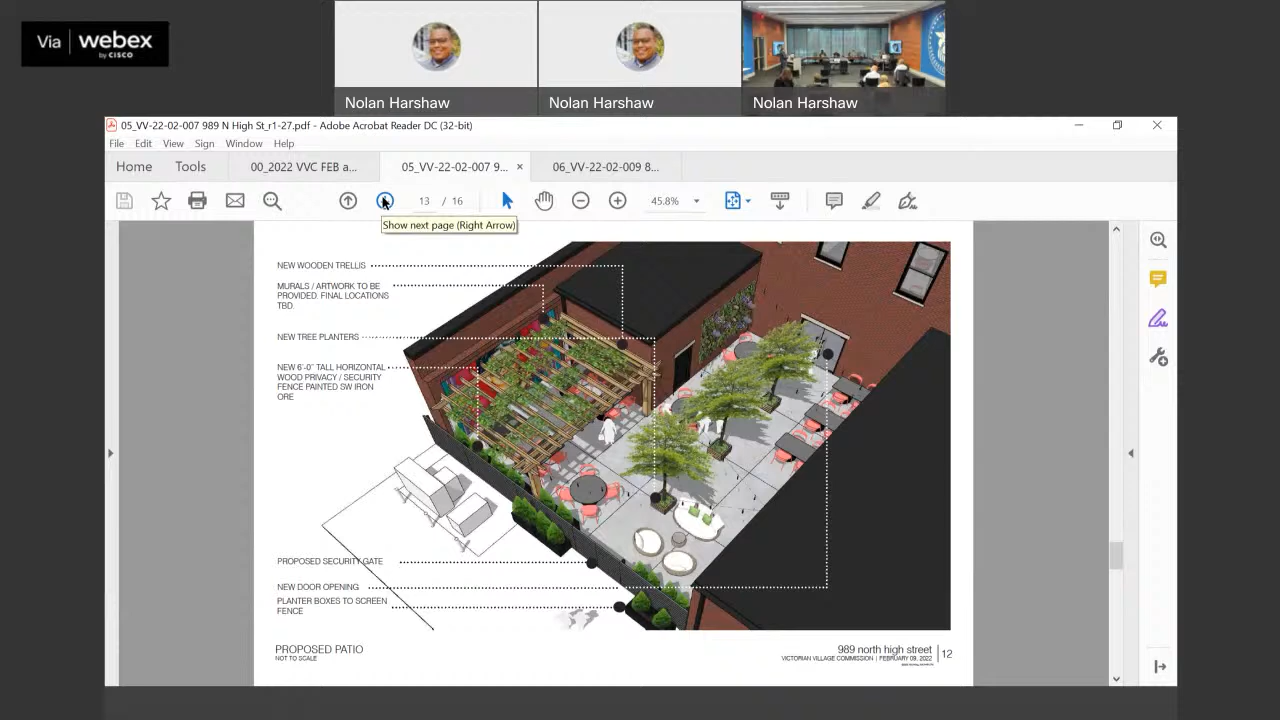 Via webex
by CISCO
Nolan Harshaw
Nolan Harshaw
Nolan Harshaw
05_VV-22-02-007 989 N High St_r1-27.pdf - Adobe Acrobat Reader DC (32-bit)
File Edit View Sign Window Help
Home Tools 00_2022 VVC FEB a... 05_VV-22-02-007 9... × 06_VV-22-02-009 8...
13 / 16 45.8%
Show next page (Right Arrow)
NEW WOODEN TRELLIS
MURALS / ARTWORK TO BE
PROVIDED. FINAL LOCATIONS
TBD.
NEW TREE PLANTERS
NEW 6'-0" TALL HORIZONTAL
WOOD PRIVACY / SECURITY
FENCE PAINTED SW IRON
ORE
PROPOSED SECURITY GATE
NEW DOOR OPENING
PLANTER BOXES TO SCREEN
FENCE
PROPOSED PATIO
NOT TO SCALE
989 north high street 12
VICTORIAN VILLAGE COMMISSION | FEBRUARY 09, 2022